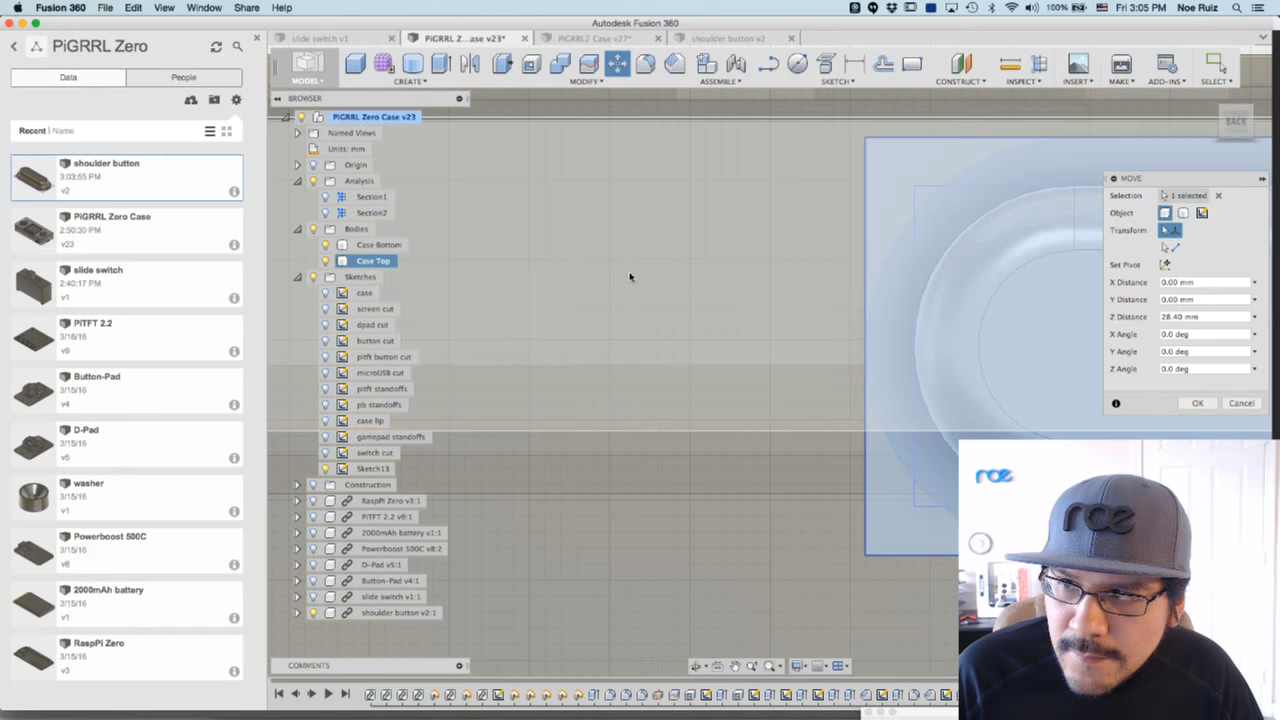 Fusion 360 File Edit View Window Help Share 100% Fri 3:05 PM Noe Ruiz
Autodesk Fusion 360
PiGRRL Zero
slide switch v1
PiGRRL Z...ase v23*
PiGRRL2 Case v27*
shoulder button v2
Data
People
MODEL
CREATE
MODIFY
ASSEMBLE
SKETCH
CONSTRUCT
INSPECT
INSERT
MAKE
ADD-INS
SELECT
Recent | Name
shoulder button
3:03:55 PM
v2
PiGRRL Zero Case
2:50:30 PM
v23
slide switch
2:40:17 PM
v1
PiTFT 2.2
3/16/16
v9
Button-Pad
3/15/16
v4
D-Pad
3/15/16
v5
washer
3/15/16
v1
Powerboost 500C
3/15/16
v8
2000mAh battery
3/15/16
v1
RaspPi Zero
3/15/16
v3
BROWSER
PiGRRL Zero Case v23
Named Views
Units: mm
Origin
Analysis
Section1
Section2
Bodies
Case Bottom
Case Top
Sketches
case
screen cut
dpad cut
button cut
pitft button cut
microUSB cut
pitft standoffs
pb standoffs
case lip
gamepad standoffs
switch cut
Sketch13
Construction
RaspPi Zero v3:1
PiTFT 2.2 v9:1
2000mAh battery v1:1
Powerboost 500C v8:2
D-Pad v5:1
Button-Pad v4:1
slide switch v1:1
shoulder button v2:1
COMMENTS
BACK
MOVE
Selection 1 selected
Object
Transform
Set Pivot
X Distance 0.00 mm
Y Distance 0.00 mm
Z Distance 28.40 mm
X Angle 0.0 deg
Y Angle 0.0 deg
Z Angle 0.0 deg
OK
Cancel
noe
noe